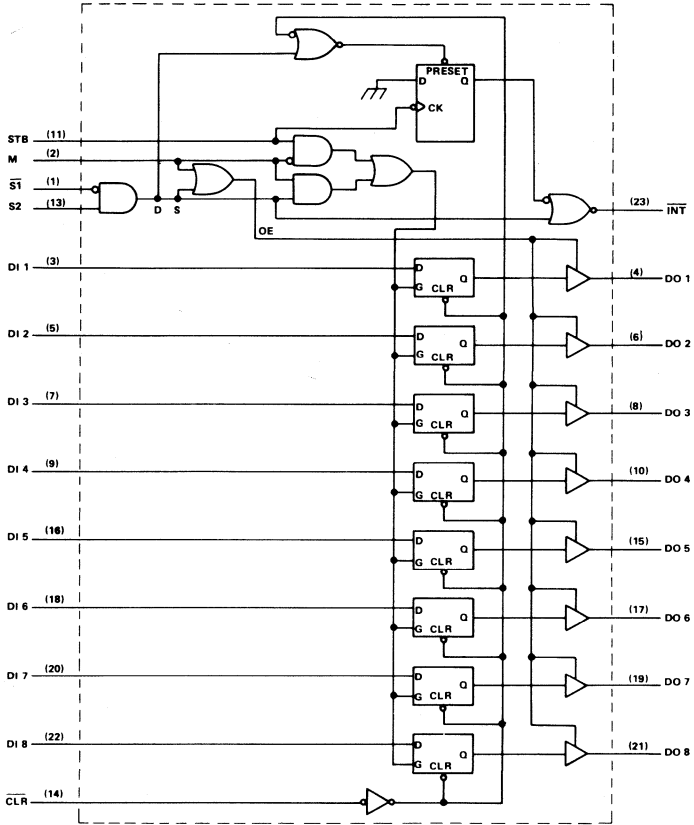 PRESET
D Q
CK
STB (11)
M (2)
S1 (1)
S2 (13)
D S
(23) INT
OE
DI 1 (3) D Q (4) DO 1
G CLR
DI 2 (5) D Q (6) DO 2
G CLR
DI 3 (7) D Q (8) DO 3
G CLR
DI 4 (9) D Q (10) DO 4
G CLR
DI 5 (16) D Q (15) DO 5
G CLR
DI 6 (18) D Q (17) DO 6
G CLR
DI 7 (20) D Q (19) DO 7
G CLR
DI 8 (22) D Q (21) DO 8
G CLR
CLR (14)